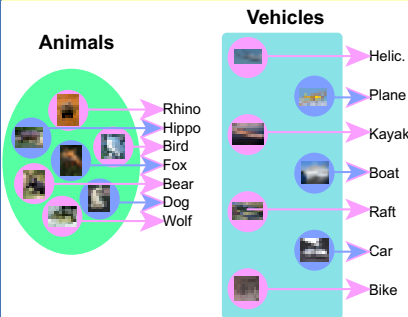 Vehicles
Animals
Helic.
Plane
Kayak
Boat
Raft
Car
Bike
Rhino
Hippo
Bird
Fox
Bear
Dog
Wolf